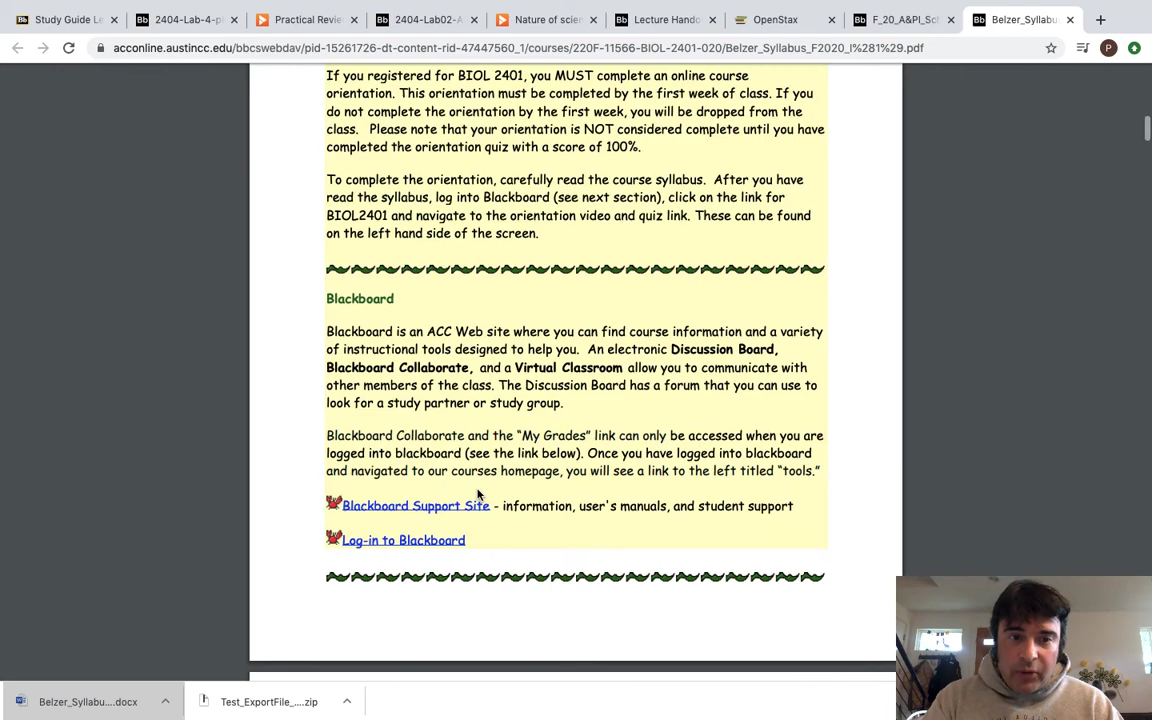 Study Guide Le
2404-Lab-4-pl
Practical Revie
2404-Lab02-A
Nature of scien
Lecture Hando
OpenStax
F_20_A&PI_Sch
Belzer_Syllabus
acconline.austincc.edu/bbcswebdav/pid-15261726-dt-content-rid-47447560_1/courses/220F-11566-BIOL-2401-020/Belzer_Syllabus_F2020_I%281%29.pdf
P
If you registered for BIOL 2401, you MUST complete an online course
orientation. This orientation must be completed by the first week of class. If you
do not complete the orientation by the first week, you will be dropped from the
class. Please note that your orientation is NOT considered complete until you have
completed the orientation quiz with a score of 100%.
To complete the orientation, carefully read the course syllabus. After you have
read the syllabus, log into Blackboard (see next section), click on the link for
BIOL2401 and navigate to the orientation video and quiz link. These can be found
on the left hand side of the screen.
Blackboard
Blackboard is an ACC Web site where you can find course information and a variety
of instructional tools designed to help you. An electronic Discussion Board,
Blackboard Collaborate, and a Virtual Classroom allow you to communicate with
other members of the class. The Discussion Board has a forum that you can use to
look for a study partner or study group.
Blackboard Collaborate and the “My Grades” link can only be accessed when you are
logged into blackboard (see the link below). Once you have logged into blackboard
and navigated to our courses homepage, you will see a link to the left titled “tools.”
Blackboard Support Site - information, user's manuals, and student support
Log-in to Blackboard
Belzer_Syllabu....docx
Test_ExportFile_....zip